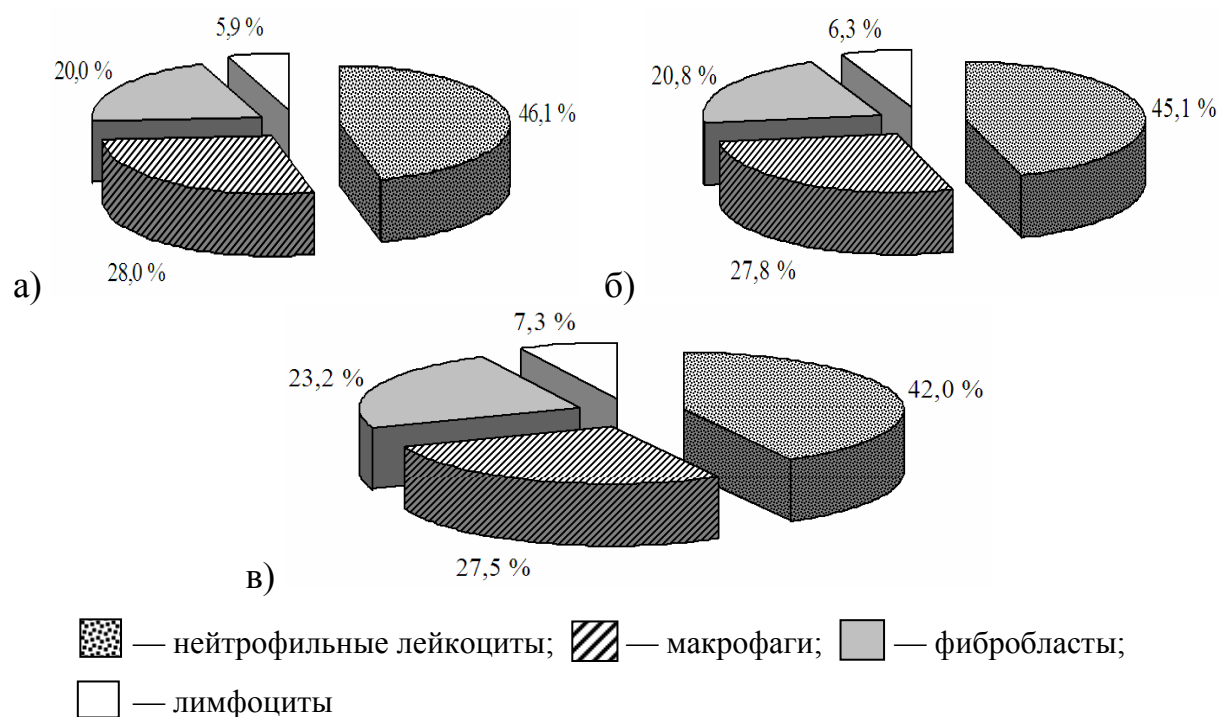 5,9 %
6,3 %
20,0 %
20,8 %
46,1 %
45,1 %
28,0 %
27,8 %
а)
б)
7,3 %
23,2 %
42,0 %
27,5 %
в)
— нейтрофильные лейкоциты; — макрофаги; — фибробласты;
— лимфоциты